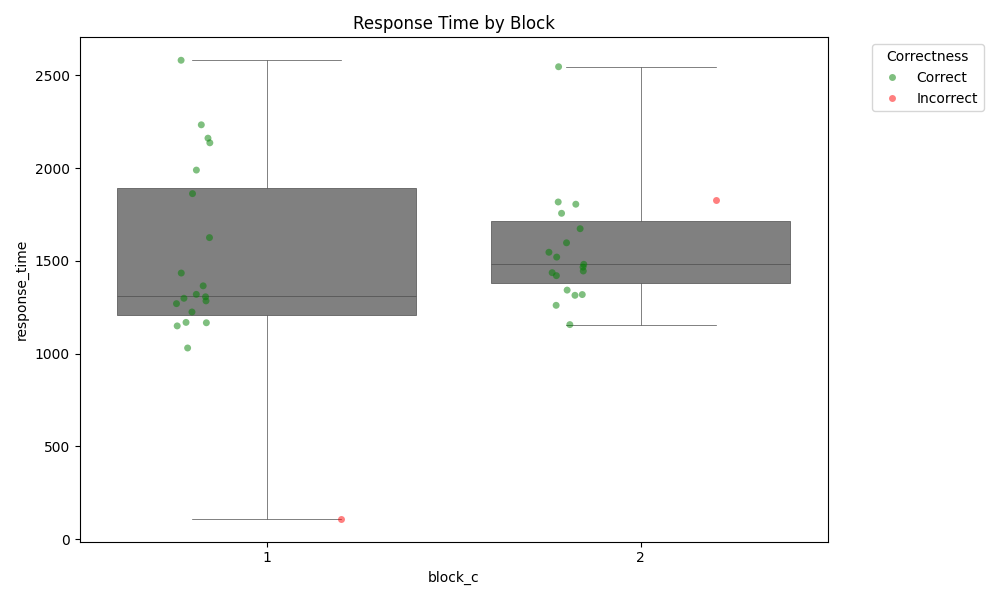 Response Time by Block
Correctness
Correct
Incorrect
response_time
2500
2000
1500
1000
500
0
1
2
block_c